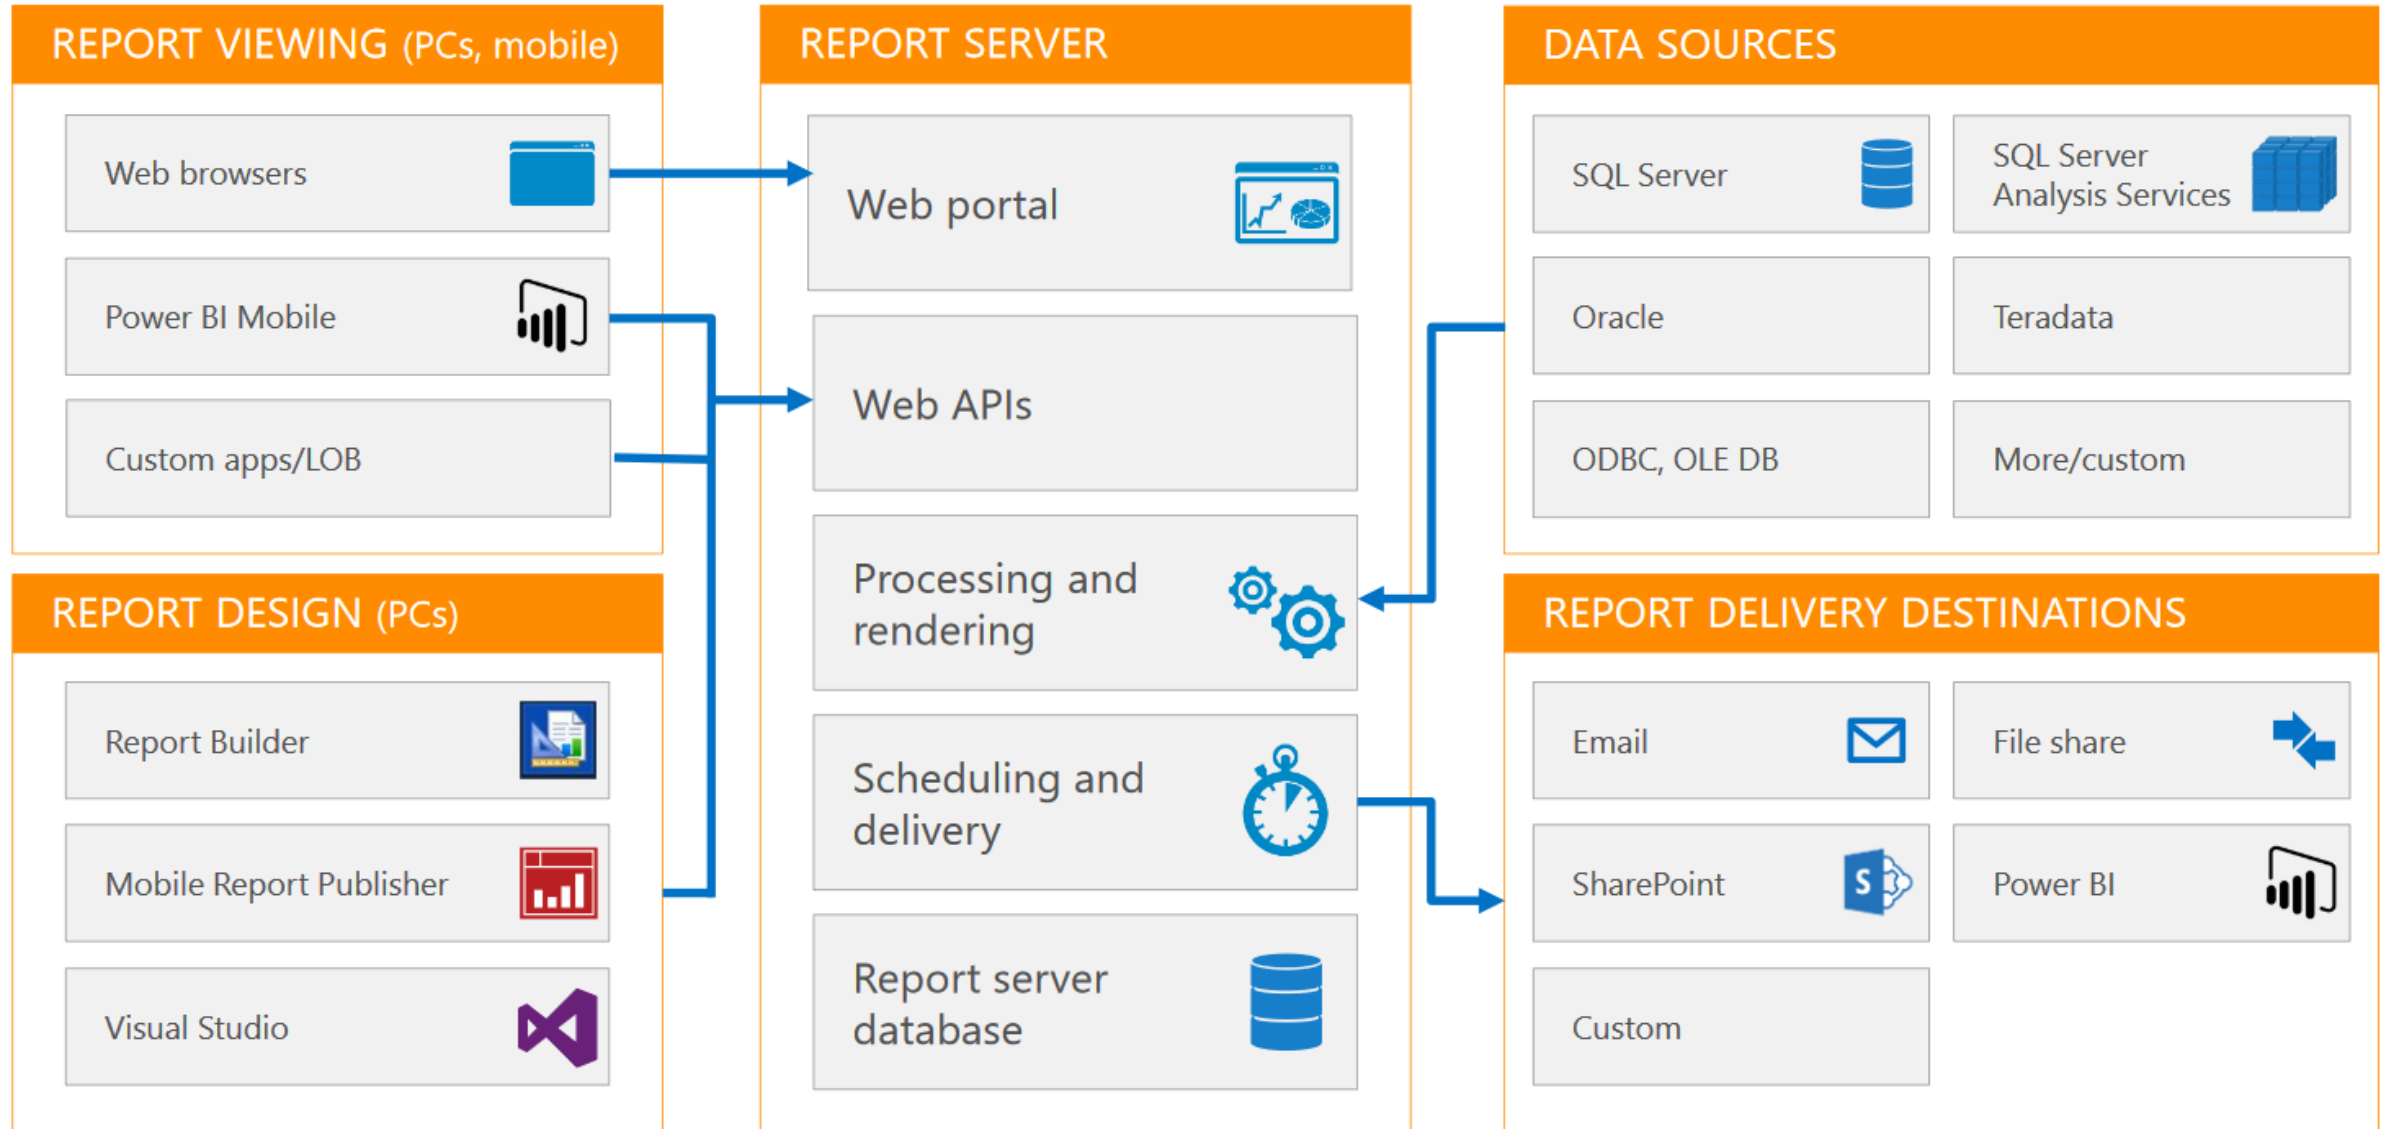 REPORT VIEWING (PCs, mobile)
Web browsers
Power BI Mobile
Custom apps/LOB
REPORT DESIGN (PCs)
Report Builder
Mobile Report Publisher
Visual Studio
REPORT SERVER
Web portal
Web APIs
Processing and
rendering
Scheduling and
delivery
Report server
database
DATA SOURCES
SQL Server
SQL Server
Analysis Services
Oracle
Teradata
ODBC, OLE DB
More/custom
REPORT DELIVERY DESTINATIONS
Email
File share
SharePoint
S
Power BI
Custom